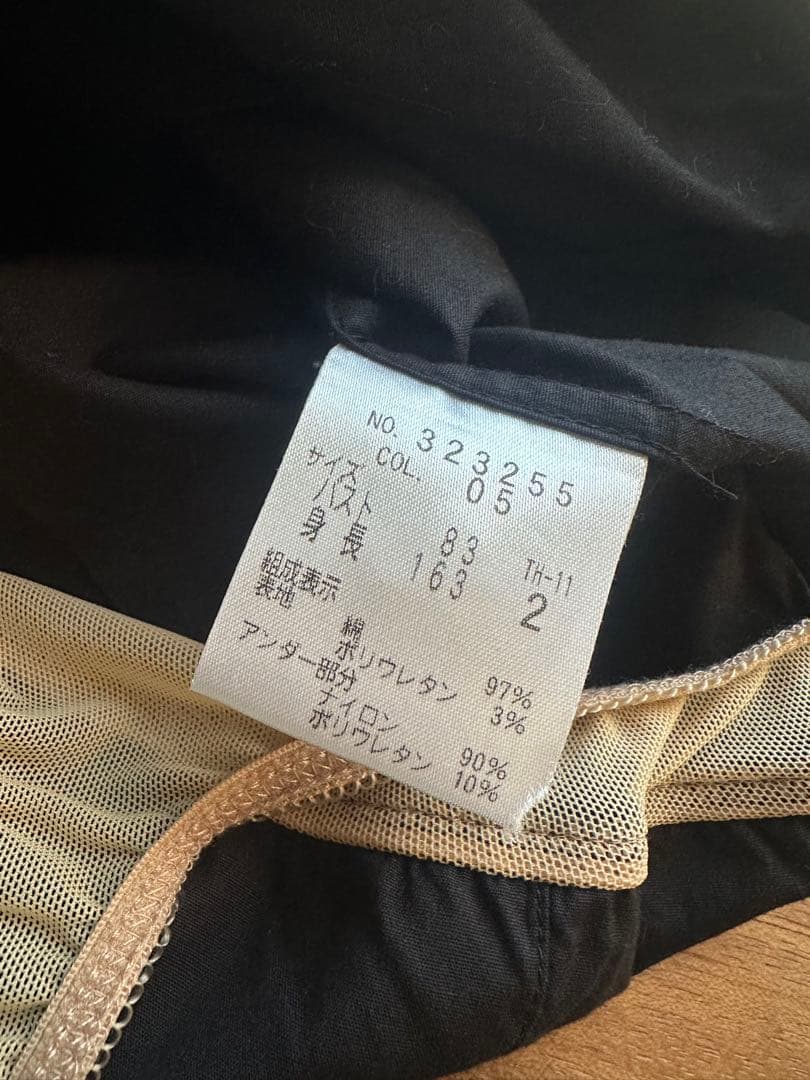 NO. 323255
COL. 05
サイズ
バスト 83 TH-11
身長 163 2
組成表示
表地
綿 97%
ポリウレタン 3%
アンダー部分
ナイロン 90%
ポリウレタン 10%